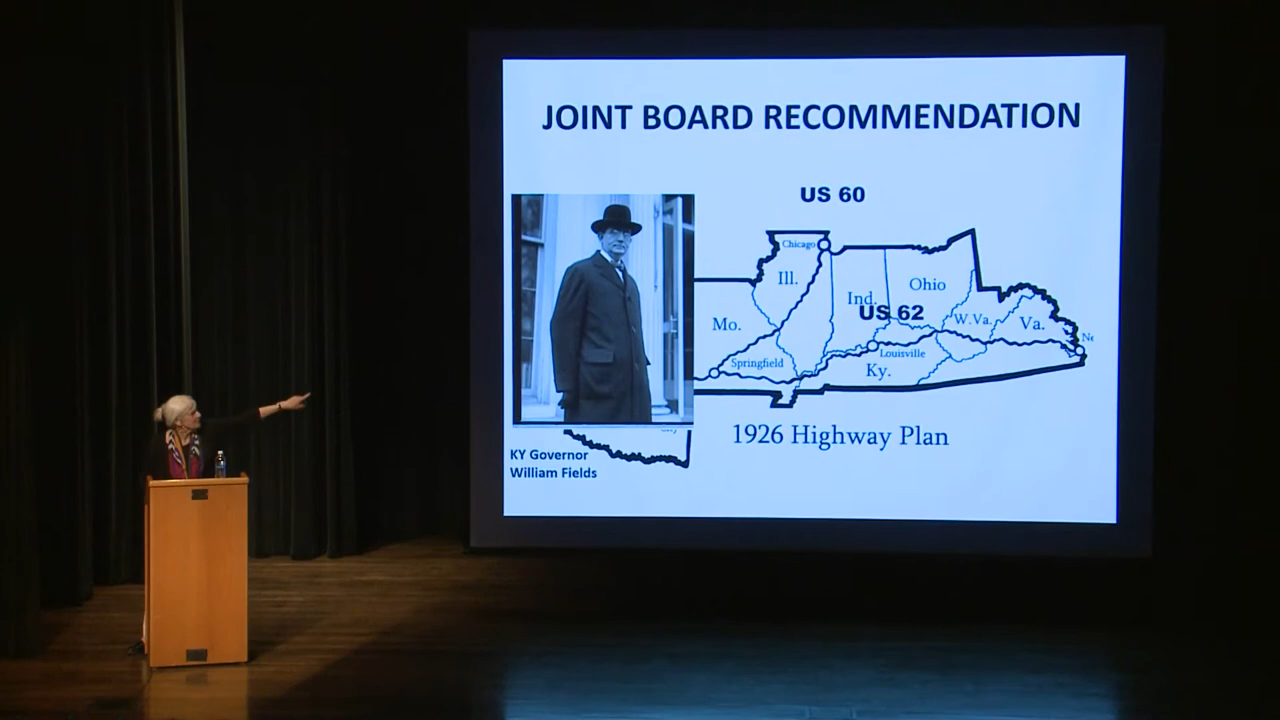 JOINT BOARD RECOMMENDATION
US 60
Chicago
Ill.
Ind.
Ohio
US 62
Mo.
W.Va.
Va.
Springfield
Louisville
Ky.
1926 Highway Plan
KY Governor
William Fields